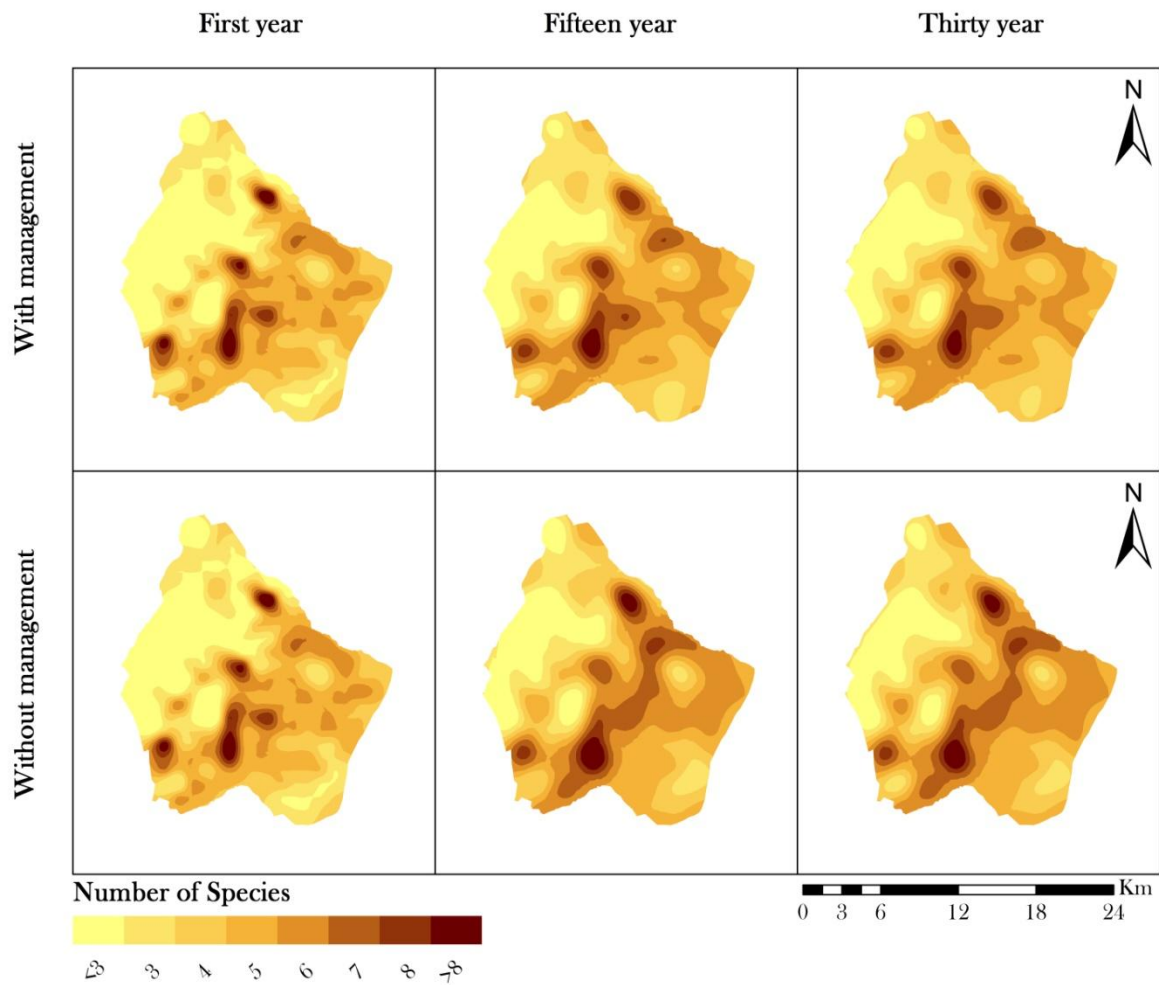 First year Fifteen year Thirty year
With management
N
Without management
N
Number of Species
<3 3 4 5 6 7 8 >8
Km
0 3 6 12 18 24